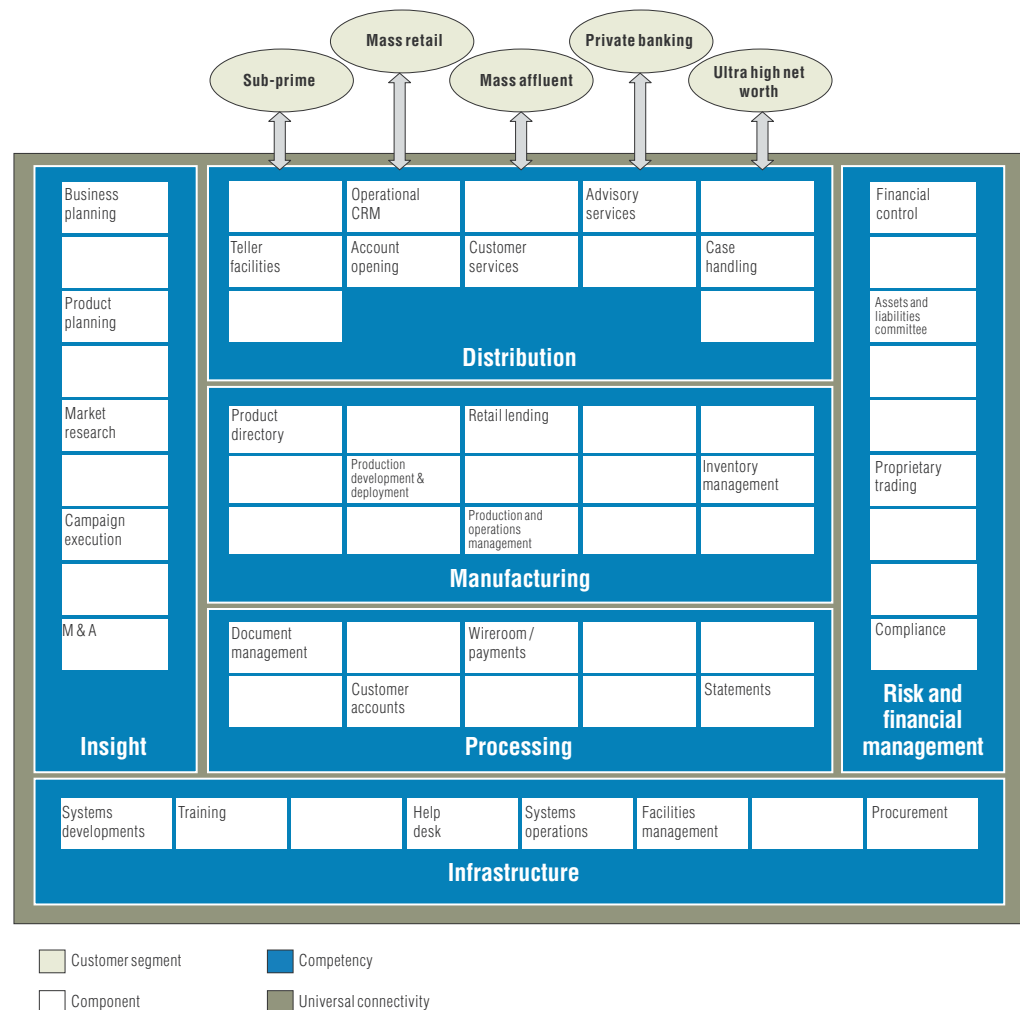 Mass retail
Private banking
Sub-prime
Mass affluent
Ultra high net
worth
Business
planning
Product
planning
Market
research
Campaign
execution
M & A
Insight
Operational
CRM
Advisory
services
Teller
facilities
Account
opening
Customer
services
Case
handling
Distribution
Product
directory
Retail lending
Production
development &
deployment
Inventory
management
Production and
operations
management
Manufacturing
Document
management
Wireroom /
payments
Customer
accounts
Statements
Processing
Financial
control
Assets and
liabilities
committee
Proprietary
trading
Compliance
Risk and
financial
management
Systems
developments
Training
Help
desk
Systems
operations
Facilities
management
Procurement
Infrastructure
Customer segment
Competency
Component
Universal connectivity